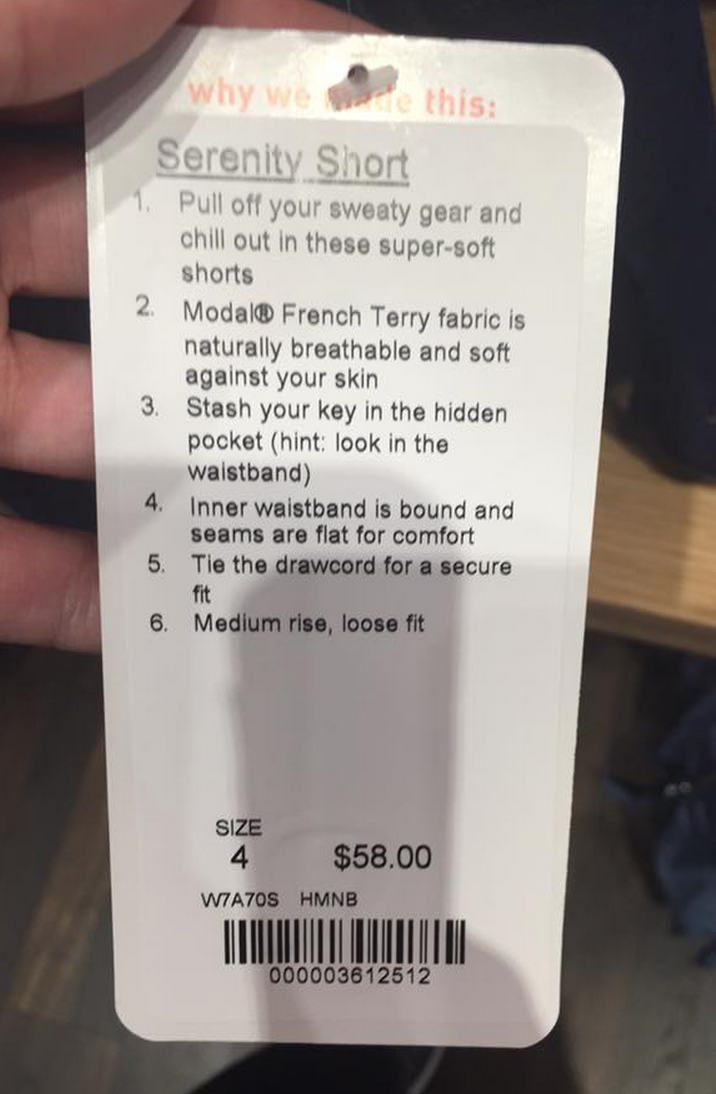 why we made this:
Serenity Short
1. Pull off your sweaty gear and
chill out in these super-soft
shorts
2. Modal® French Terry fabric is
naturally breathable and soft
against your skin
3. Stash your key in the hidden
pocket (hint: look in the
waistband)
4. Inner waistband is bound and
seams are flat for comfort
5. Tie the drawcord for a secure
fit
6. Medium rise, loose fit
SIZE
4 $58.00
W7A70S HMNB
000003612512